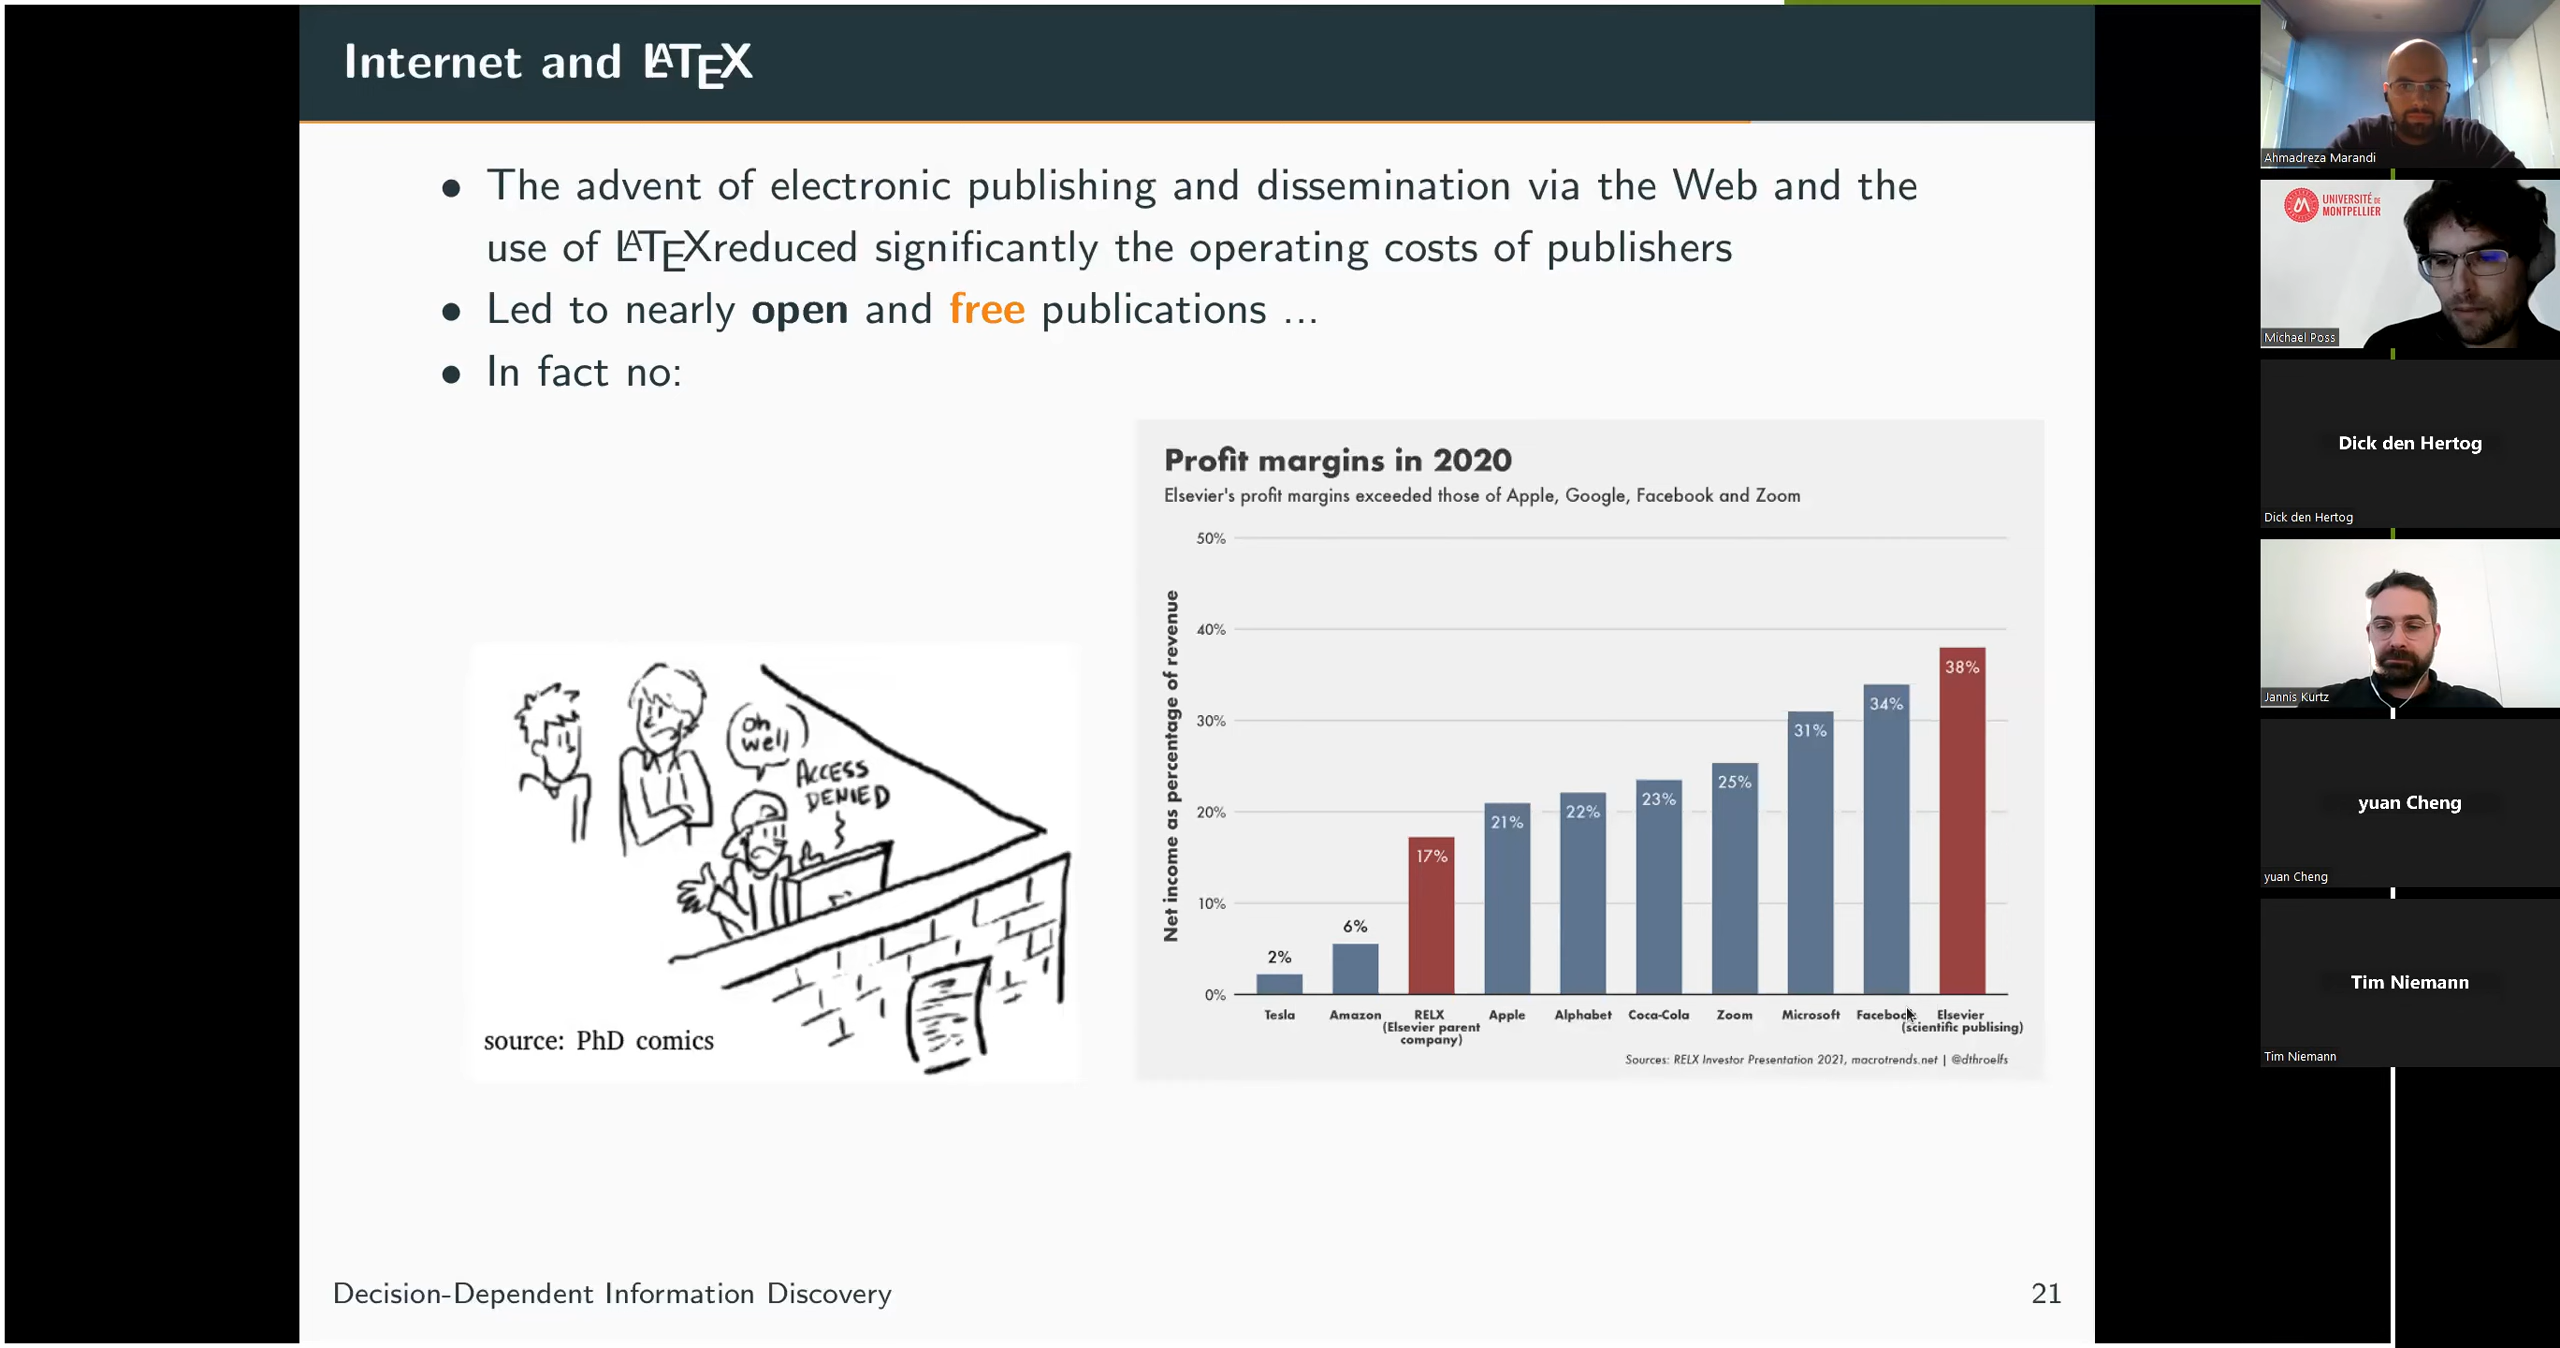 Internet and LATEX
• The advent of electronic publishing and dissemination via the Web and the
use of LATEXreduced significantly the operating costs of publishers
• Led to nearly open and free publications ...
• In fact no:
oh
well
ACCESS
DENIED
source: PhD comics
Profit margins in 2020
Elsevier's profit margins exceeded those of Apple, Google, Facebook and Zoom
Net income as percentage of revenue
50%
40%
30%
20%
10%
0%
2%
6%
17%
21%
22%
23%
25%
31%
34%
38%
Tesla
Amazon
RELX
(Elsevier parent
company)
Apple
Alphabet
Coca-Cola
Zoom
Microsoft
Facebook
Elsevier
(scientific publising)
Sources: RELX Investor Presentation 2021, macrotrends.net | @dthroelfs
Decision-Dependent Information Discovery
21
Ahmadreza Marandi
UNIVERSITÉ DE
MONTPELLIER
Michael Poss
Dick den Hertog
Dick den Hertog
Jannis Kurtz
yuan Cheng
yuan Cheng
Tim Niemann
Tim Niemann